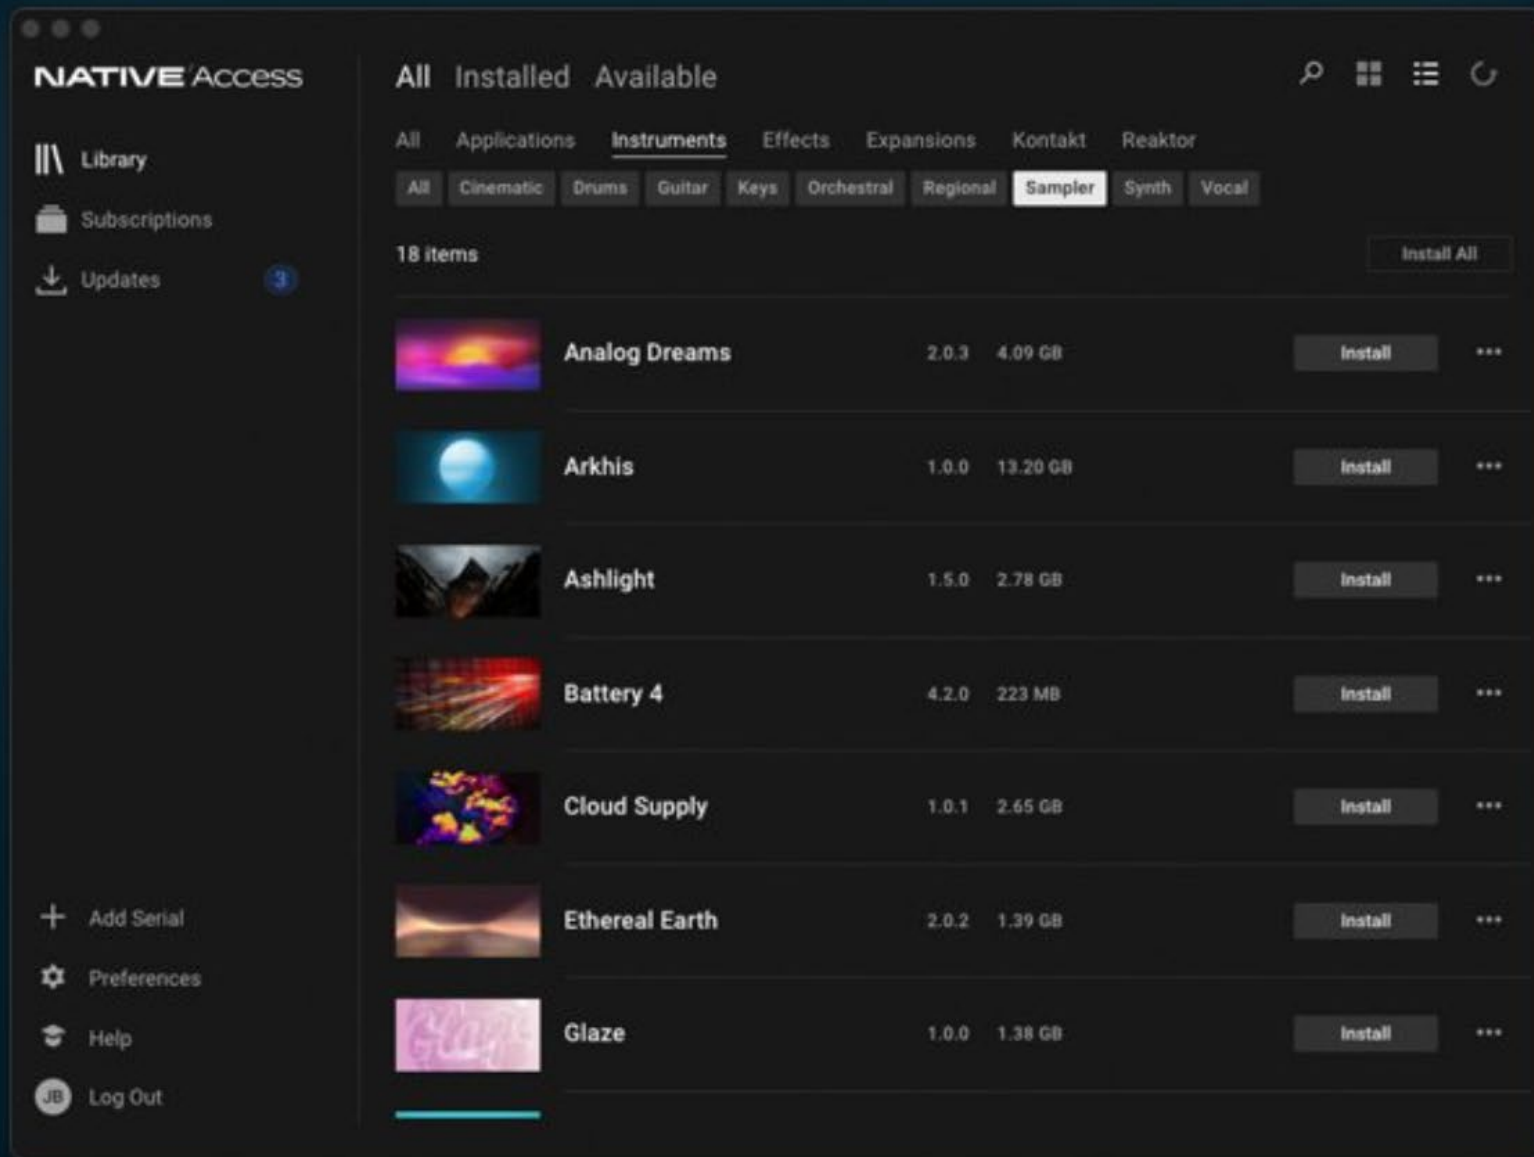 NATIVE Access
Library
Subscriptions
Updates 3
Add Serial
Preferences
Help
JB Log Out
All Installed Available
All Applications Instruments Effects Expansions Kontakt Reaktor
All Cinematic Drums Guitar Keys Orchestral Regional Sampler Synth Vocal
18 items Install All
Analog Dreams 2.0.3 4.09 GB Install
Arkhis 1.0.0 13.20 GB Install
Ashlight 1.5.0 2.78 GB Install
Battery 4 4.2.0 223 MB Install
Cloud Supply 1.0.1 2.65 GB Install
Ethereal Earth 2.0.2 1.39 GB Install
Glaze
Glaze 1.0.0 1.38 GB Install